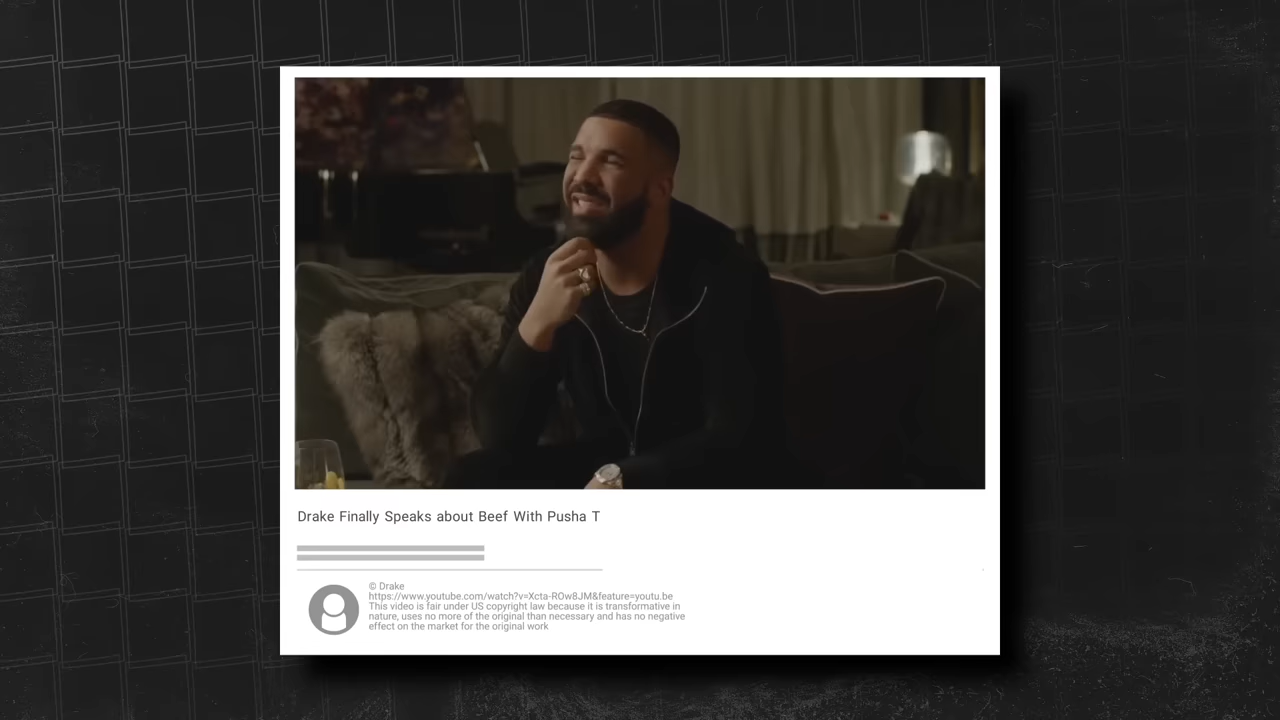 Drake Finally Speaks about Beef With Pusha T
© Drake
https://www.youtube.com/watch?v=Xcta-ROw8JM&feature=youtu.be
This video is fair under US copyright law because it is transformative in
nature, uses no more of the original than necessary and has no negative
effect on the market for the original work